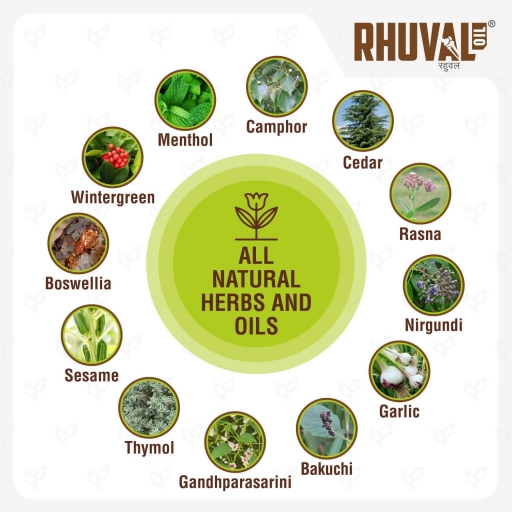 RHUVAL OIL®
रहुवल
Menthol
Camphor
Cedar
Wintergreen
Rasna
Boswellia
Nirgundi
ALL
NATURAL
HERBS AND
OILS
Sesame
Garlic
Thymol
Bakuchi
Gandhparasarini